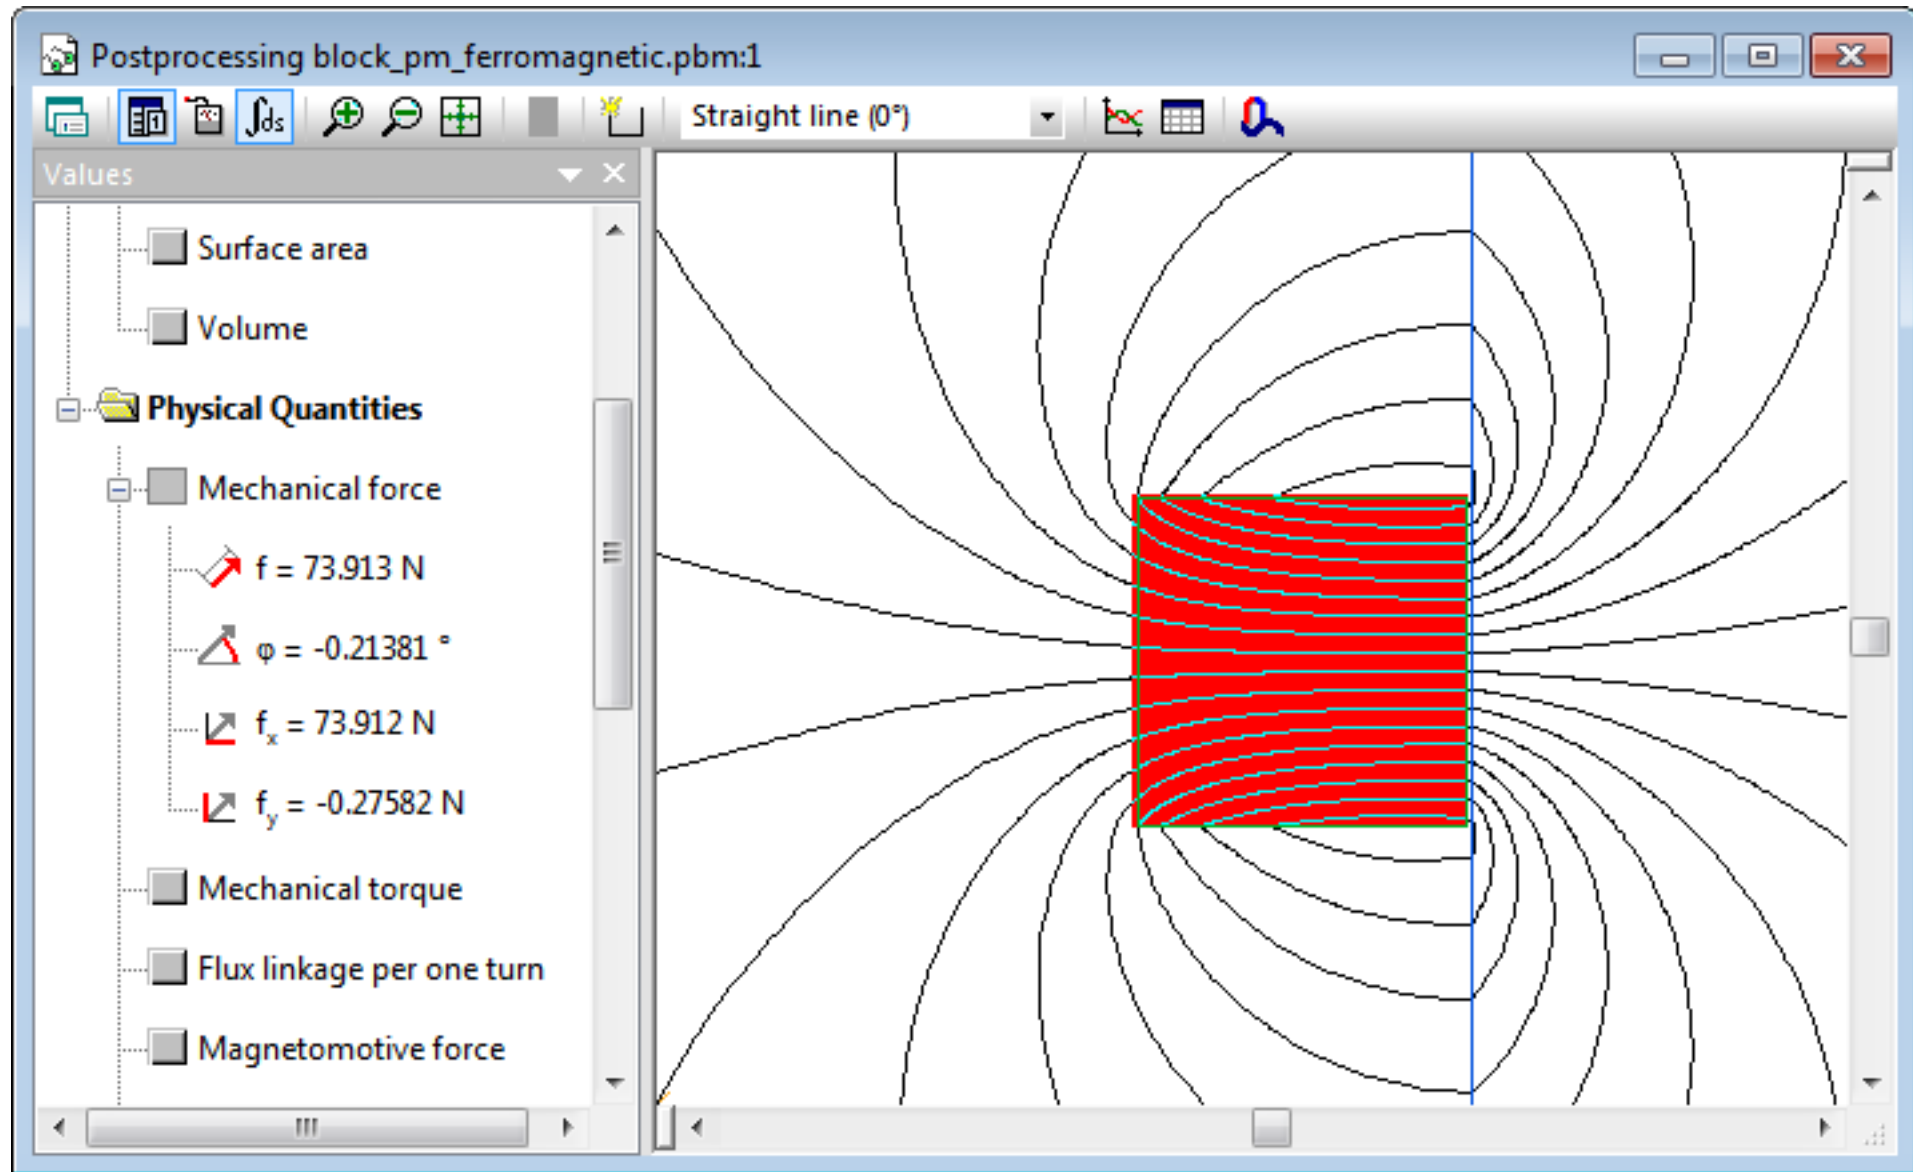 Postprocessing block_pm_ferromagnetic.pbm:1
∫ds
Straight line (0°)
Values
Surface area
Volume
Physical Quantities
Mechanical force
f = 73.913 N
φ = -0.21381 °
fx = 73.912 N
fy = -0.27582 N
Mechanical torque
Flux linkage per one turn
Magnetomotive force